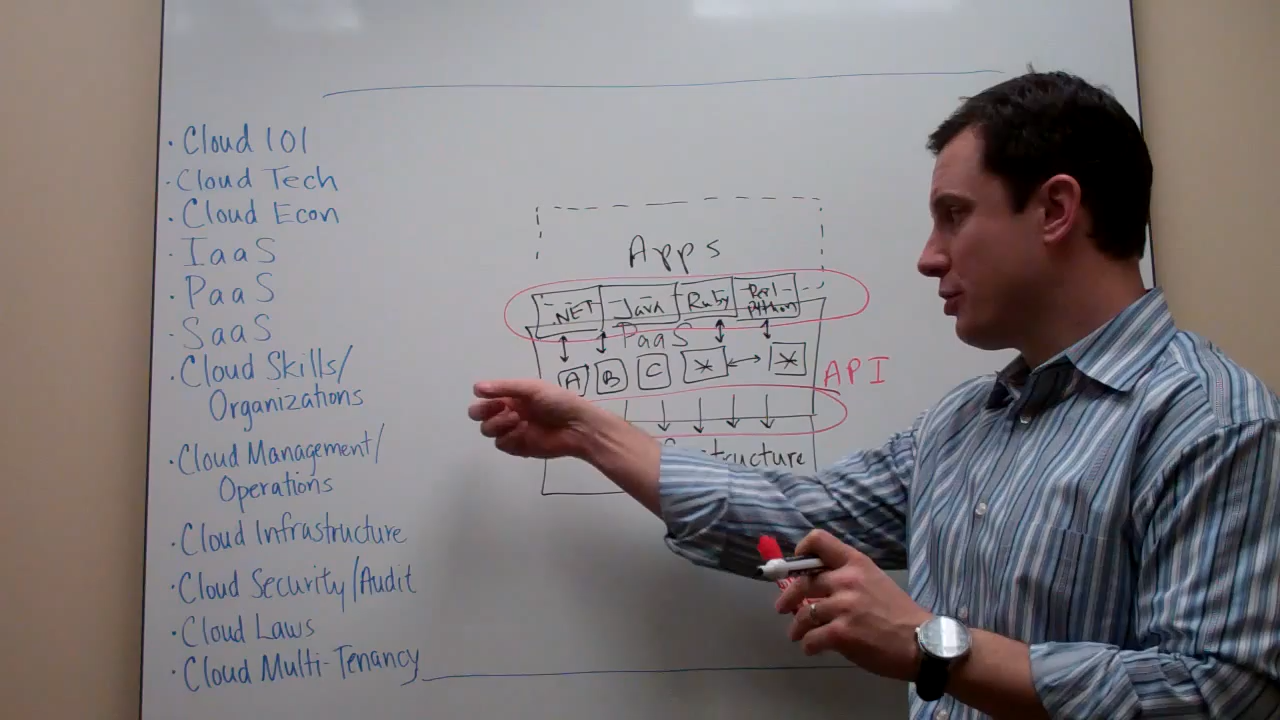 · Cloud 101
· Cloud Tech
· Cloud Econ
· IaaS
· PaaS
· SaaS
· Cloud Skills/
Organizations
· Cloud Management/
Operations
· Cloud Infrastructure
· Cloud Security/Audit
· Cloud Laws
· Cloud Multi-Tenancy
Apps
.NET Java Ruby Perl-
Python
PaaS
A B C * *
API
structure